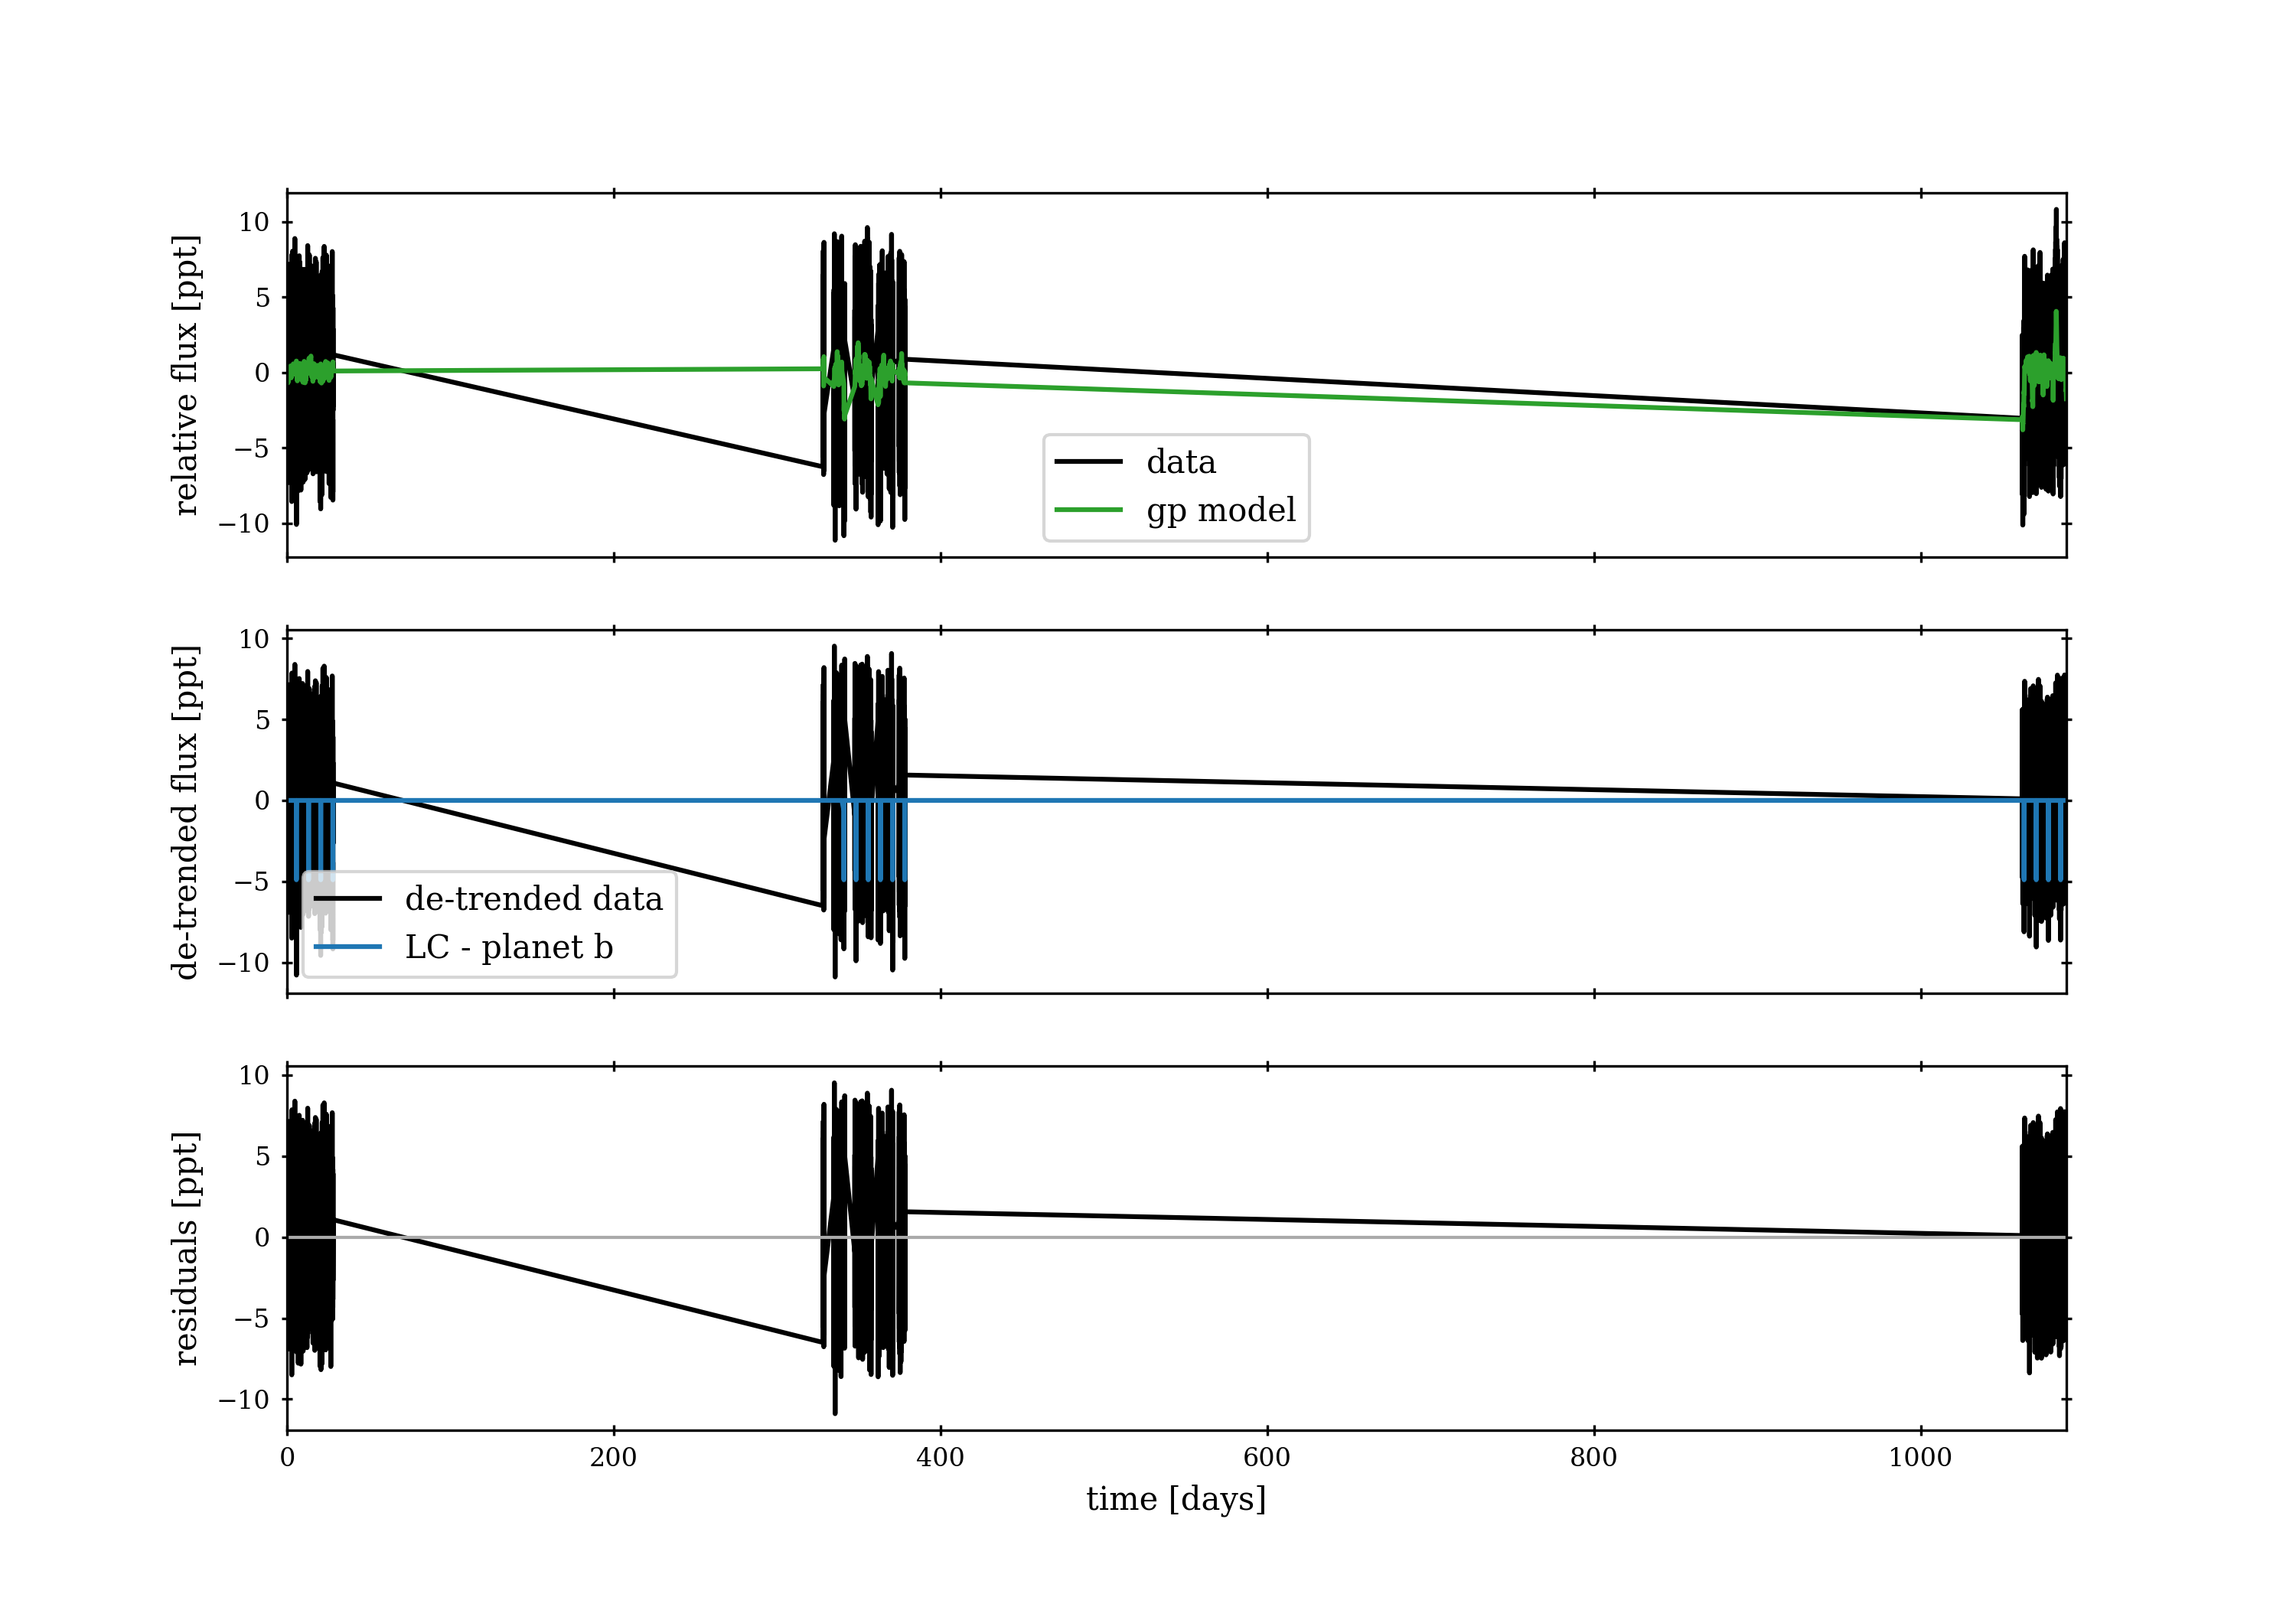 relative flux [ppt]
10
5
0
−5
−10
data
gp model
de-trended flux [ppt]
10
5
0
−5
−10
de-trended data
LC - planet b
residuals [ppt]
10
5
0
−5
−10
0 200 400 600 800 1000
time [days]